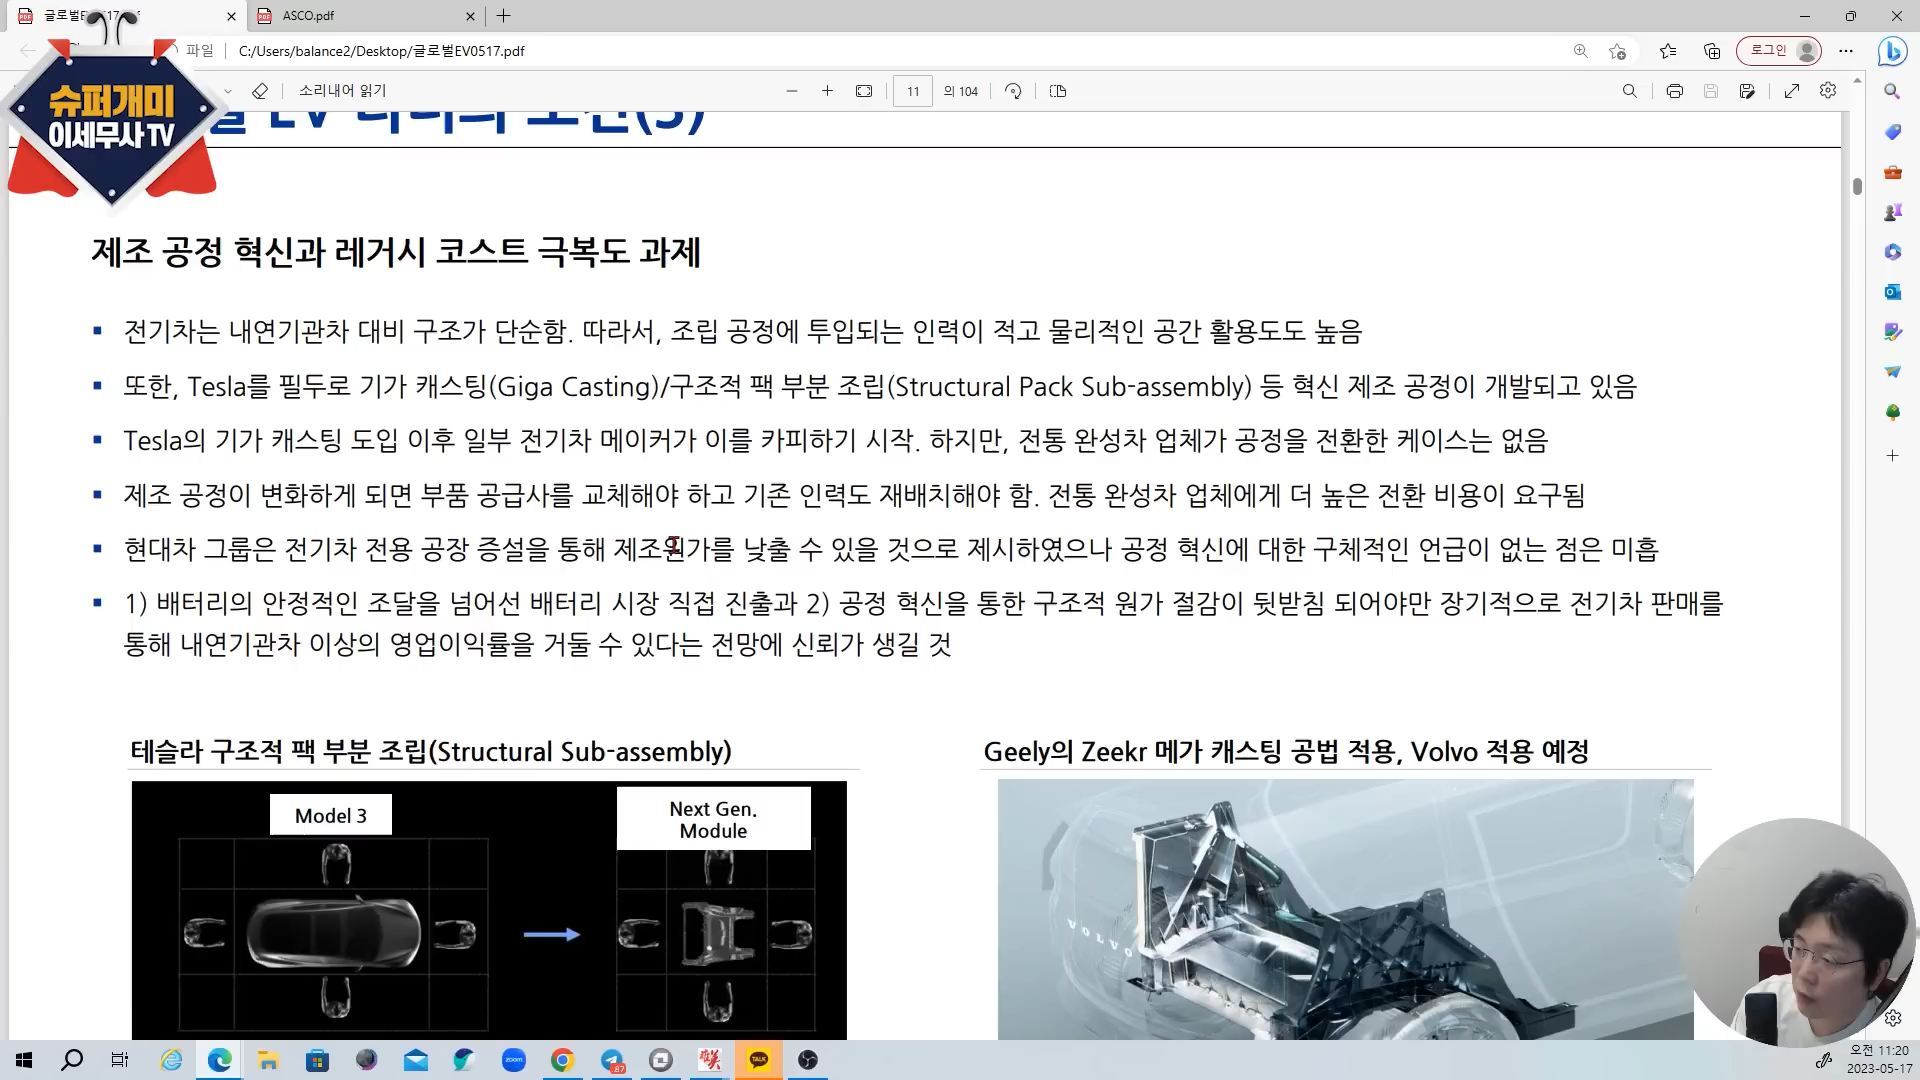 글로벌EV
ASCO.pdf
파일
C:/Users/balance2/Desktop/글로벌EV0517.pdf
로그인
소리내어 읽기
11
의 104
슈퍼개미
이세무사TV
제조 공정 혁신과 레거시 코스트 극복도 과제
전기차는 내연기관차 대비 구조가 단순함. 따라서, 조립 공정에 투입되는 인력이 적고 물리적인 공간 활용도도 높음
또한, Tesla를 필두로 기가 캐스팅(Giga Casting)/구조적 팩 부분 조립(Structural Pack Sub-assembly) 등 혁신 제조 공정이 개발되고 있음
Tesla의 기가 캐스팅 도입 이후 일부 전기차 메이커가 이를 카피하기 시작. 하지만, 전통 완성차 업체가 공정을 전환한 케이스는 없음
제조 공정이 변화하게 되면 부품 공급사를 교체해야 하고 기존 인력도 재배치해야 함. 전통 완성차 업체에게 더 높은 전환 비용이 요구됨
현대차 그룹은 전기차 전용 공장 증설을 통해 제조원가를 낮출 수 있을 것으로 제시하였으나 공정 혁신에 대한 구체적인 언급이 없는 점은 미흡
1) 배터리의 안정적인 조달을 넘어선 배터리 시장 직접 진출과 2) 공정 혁신을 통한 구조적 원가 절감이 뒷받침 되어야만 장기적으로 전기차 판매를
통해 내연기관차 이상의 영업이익률을 거둘 수 있다는 전망에 신뢰가 생길 것
테슬라 구조적 팩 부분 조립(Structural Sub-assembly)
Geely의 Zeekr 메가 캐스팅 공법 적용, Volvo 적용 예정
Model 3
Next Gen.
Module
VOLVO
zoom
87
TALK
오전 11:20
2023-05-17